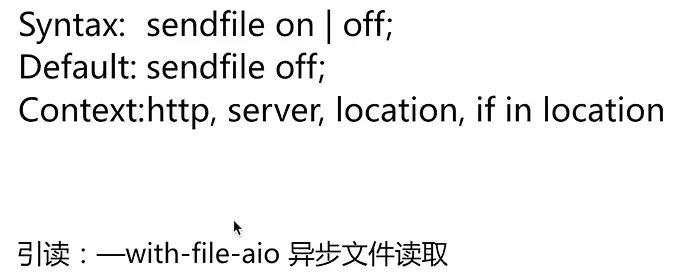 Syntax: sendfile on | off;
Default: sendfile off;
Context:http, server, location, if in location
引读：—with-file-aio 异步文件读取